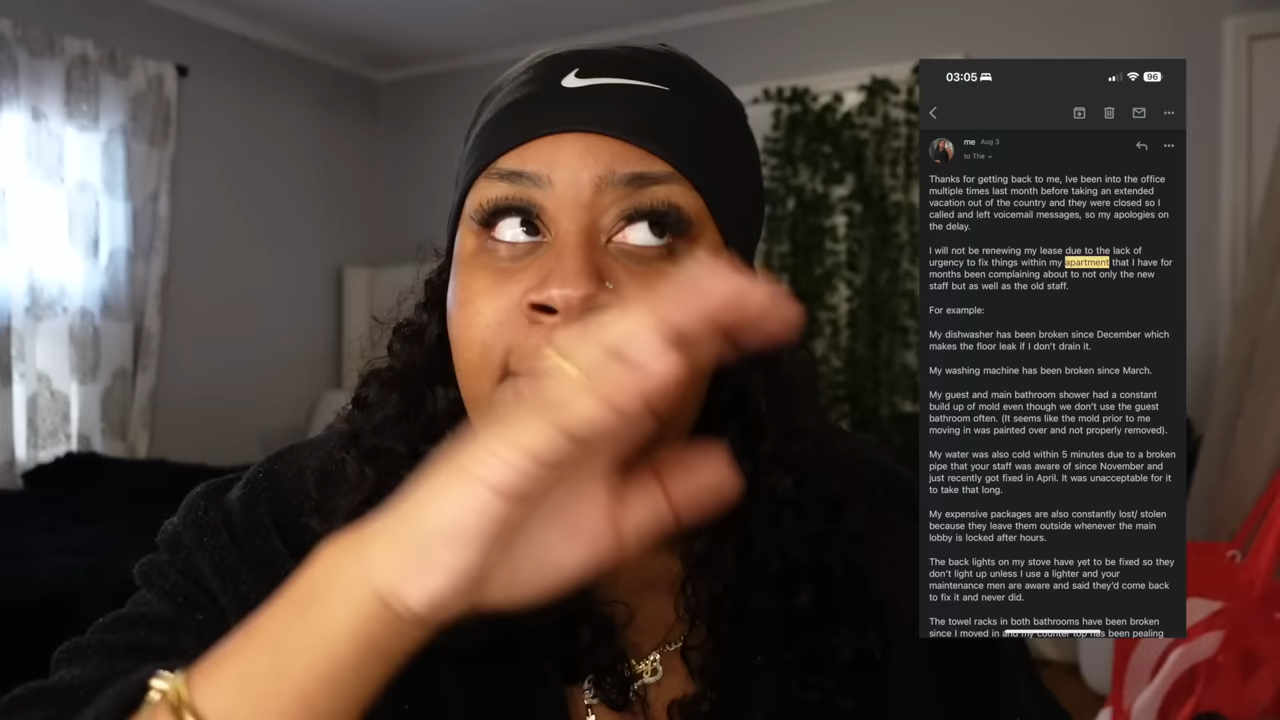 03:05
96
me Aug 3
to The
Thanks for getting back to me, Ive been into the office
multiple times last month before taking an extended
vacation out of the country and they were closed so I
called and left voicemail messages, so my apologies on
the delay.
I will not be renewing my lease due to the lack of
urgency to fix things within my apartment that I have for
months been complaining about to not only the new
staff but as well as the old staff.
For example:
My dishwasher has been broken since December which
makes the floor leak if I don't drain it.
My washing machine has been broken since March.
My guest and main bathroom shower had a constant
build up of mold even though we don't use the guest
bathroom often. (It seems like the mold prior to me
moving in was painted over and not properly removed).
My water was also cold within 5 minutes due to a broken
pipe that your staff was aware of since November and
just recently got fixed in April. It was unacceptable for it
to take that long.
My expensive packages are also constantly lost/ stolen
because they leave them outside whenever the main
lobby is locked after hours.
The back lights on my stove have yet to be fixed so they
don't light up unless I use a lighter and your
maintenance men are aware and said they'd come back
to fix it and never did.
The towel racks in both bathrooms have been broken
since I moved in and my counter top has been pealing